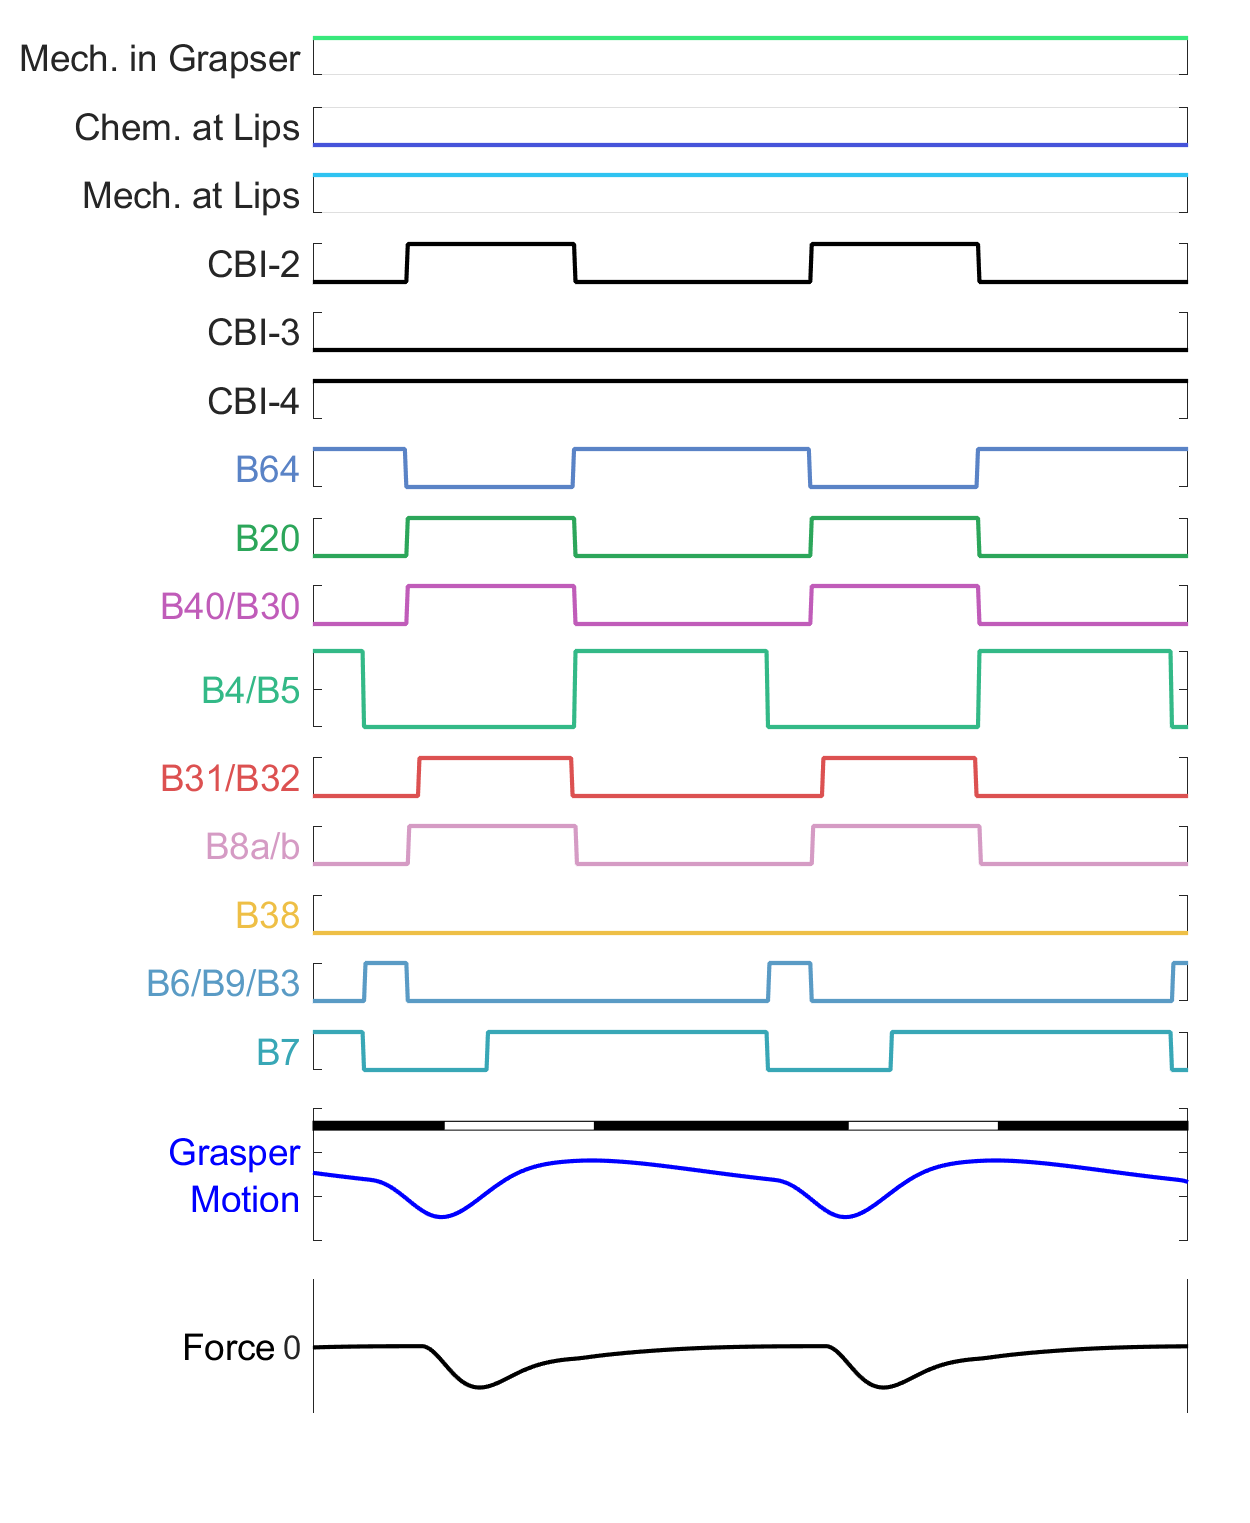 Mech. in Grapser
Chem. at Lips
Mech. at Lips
CBI-2
CBI-3
CBI-4
B64
B20
B40/B30
B4/B5
B31/B32
B8a/b
B38
B6/B9/B3
B7
Grasper
Motion
Force 0